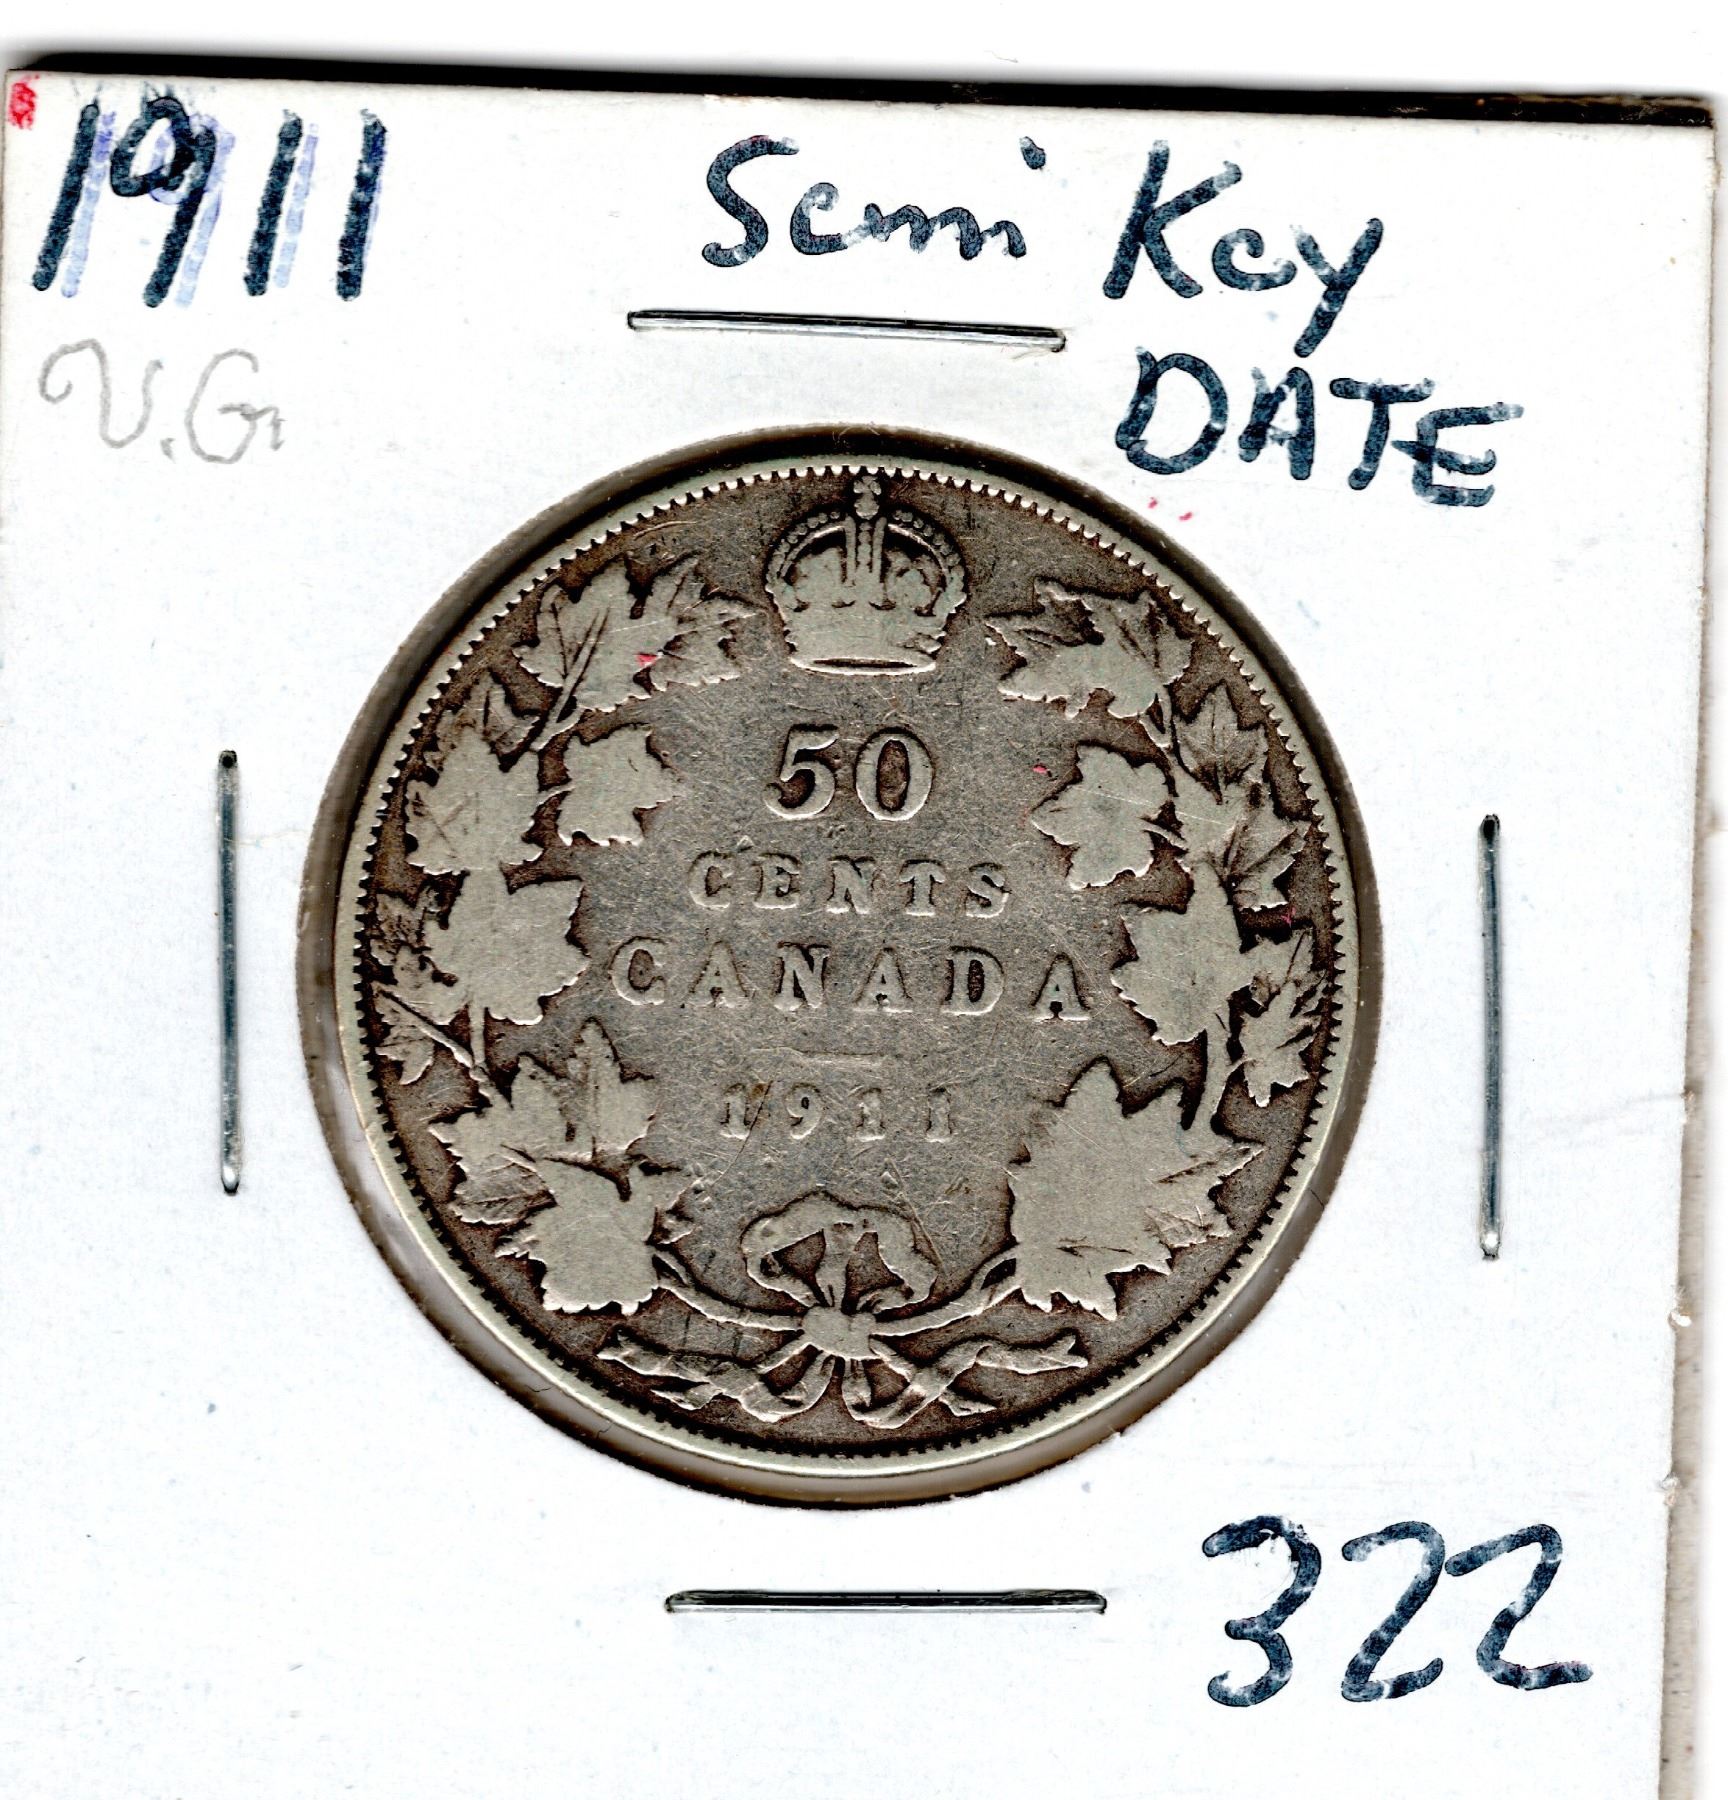 1911
Semi Key
DATE
V.G.
50
CENTS
CANADA
1911
322